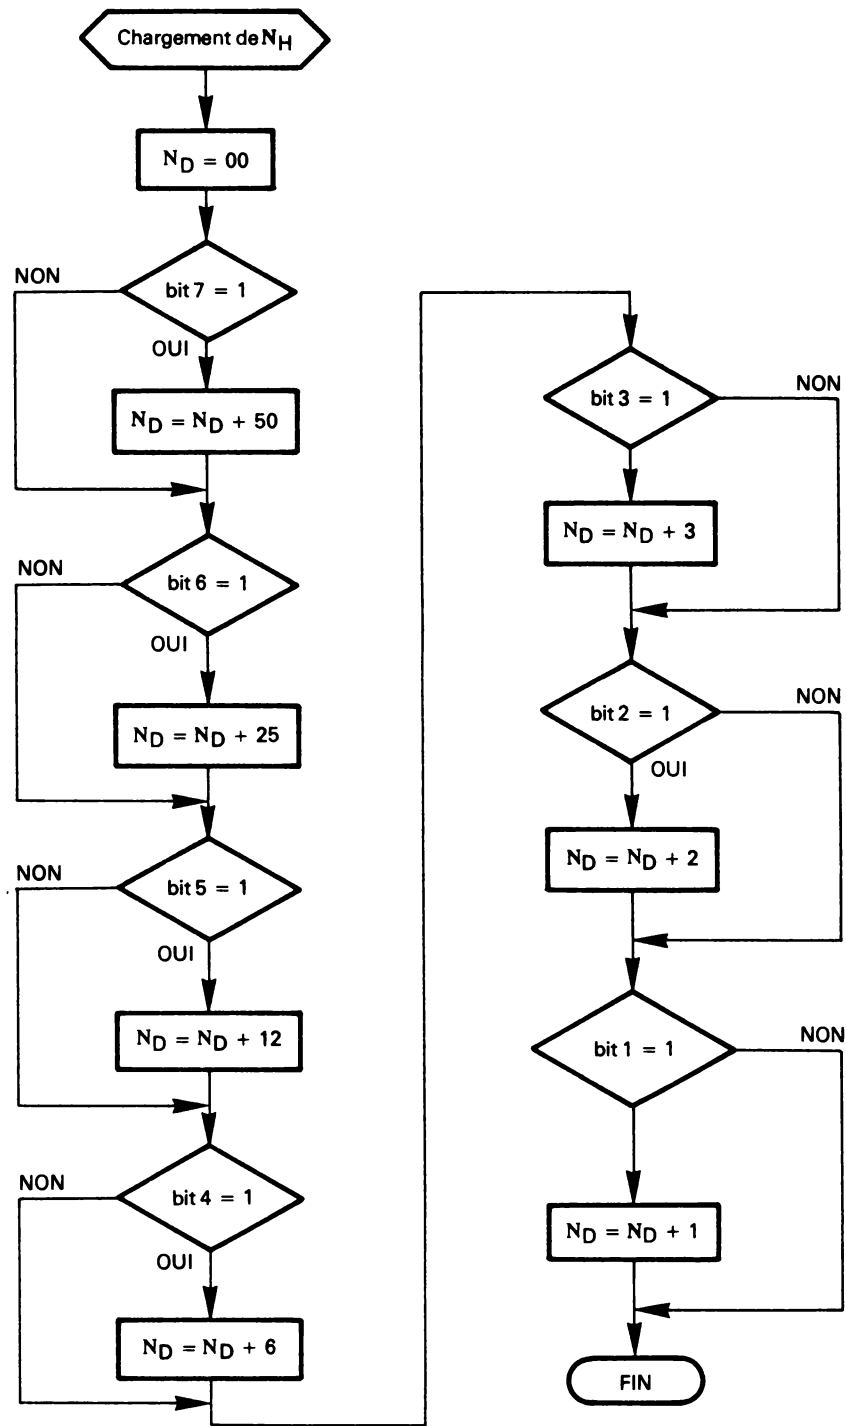 Chargement de NH
ND = 00
bit 7 = 1
NON
OUI
ND = ND + 50
bit 6 = 1
NON
OUI
ND = ND + 25
bit 5 = 1
NON
OUI
ND = ND + 12
bit 4 = 1
NON
OUI
ND = ND + 6
bit 3 = 1
NON
ND = ND + 3
bit 2 = 1
NON
OUI
ND = ND + 2
bit 1 = 1
NON
ND = ND + 1
FIN